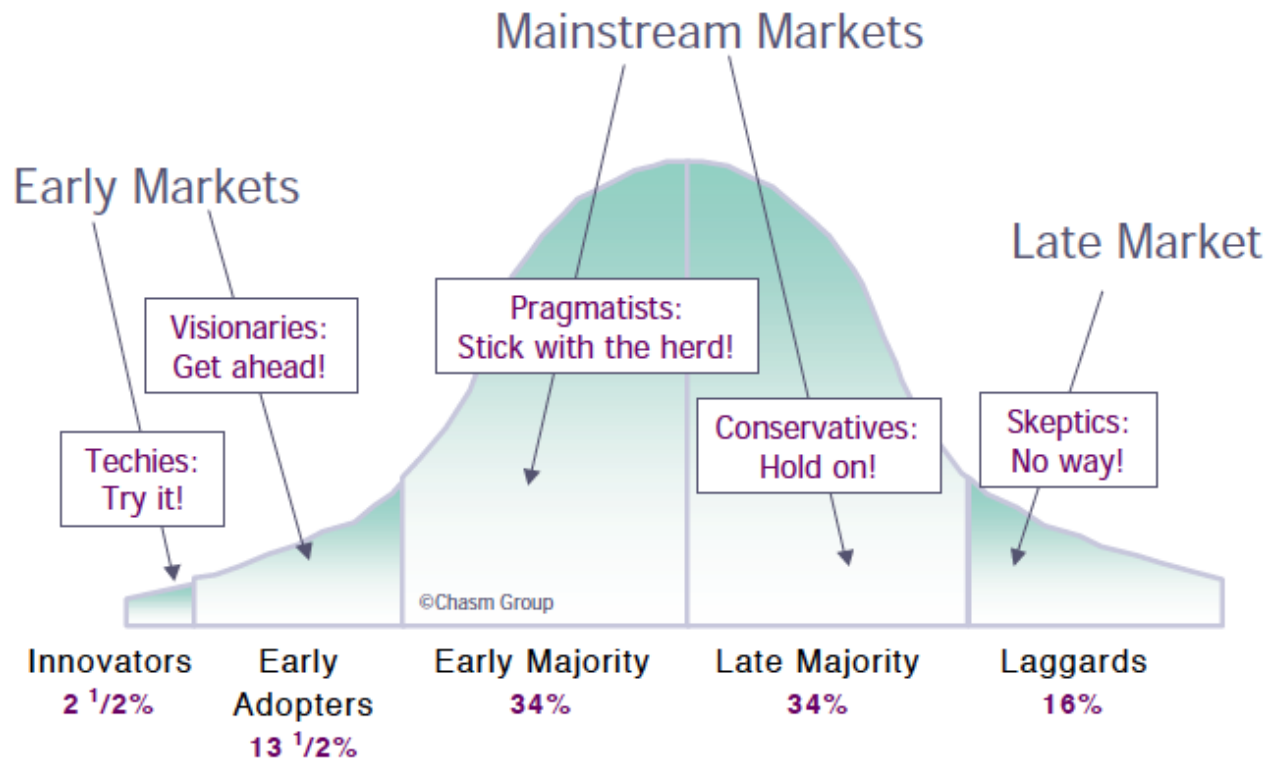 Mainstream Markets
Early Markets
Late Market
Visionaries:
Get ahead!
Pragmatists:
Stick with the herd!
Techies:
Try it!
Conservatives:
Hold on!
Skeptics:
No way!
©Chasm Group
Innovators
2 1/2%
Early
Adopters
13 1/2%
Early Majority
34%
Late Majority
34%
Laggards
16%